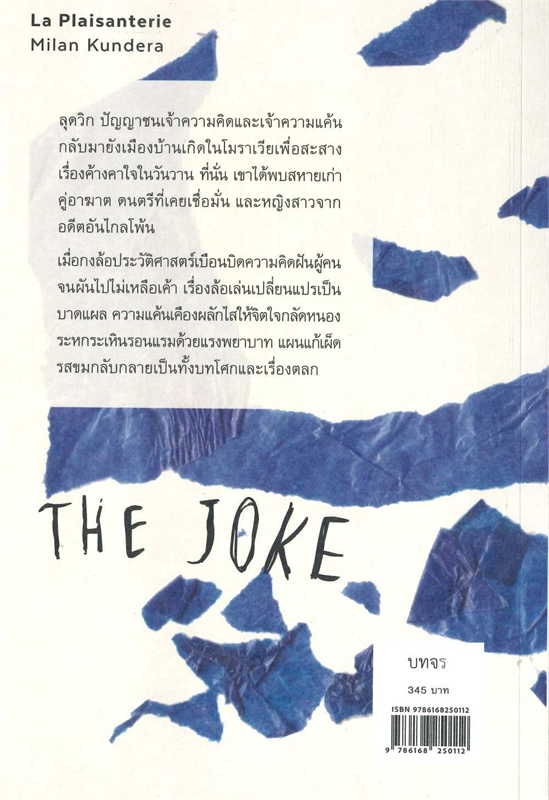 La Plaisanterie
Milan Kundera
ลุดวิก ปัญญาชนเจ้าความคิดและเจ้าความแค้น
กลับมายังเมืองบ้านเกิดในโมราเวียเพื่อสะสาง
เรื่องค้างคาใจในวันวาน ที่นั่น เขาได้พบสหายเก่า
คู่อาฆาต ดนตรีที่เคยเชื่อมั่น และหญิงสาวจาก
อดีตอันไกลโพ้น
เมื่อกงล้อประวัติศาสตร์เบือนบิดความคิดฝันผู้คน
จนผันไปไม่เหลือเค้า เรื่องล้อเล่นเปลี่ยนแปรเป็น
บาดแผล ความแค้นเคืองผลักไสให้จิตใจกลัดหนอง
ระหกระเหินรอนแรมด้วยแรงพยาบาท แผนแก้เผ็ด
รสขมกลับกลายเป็นทั้งบทโศกและเรื่องตลก
THE JOKE
บทจร
345 บาท
ISBN 9786168250112
9 786168 250112